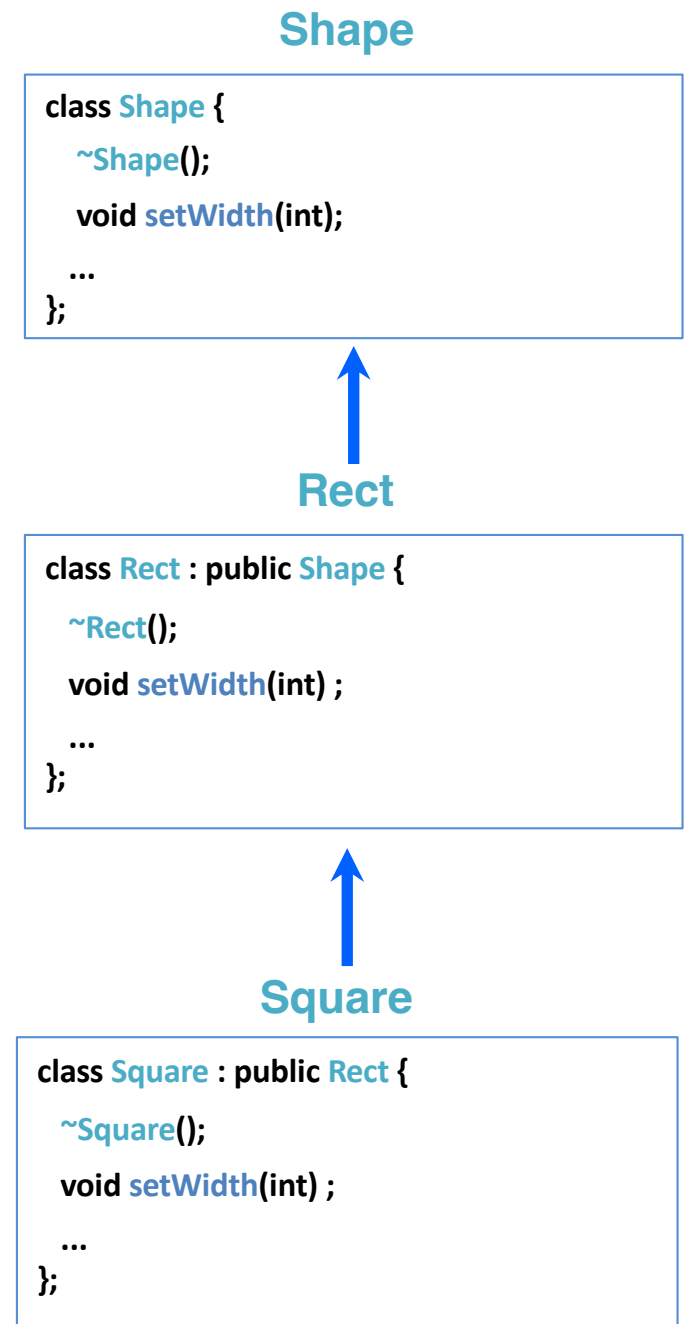 Shape
class Shape {
~Shape();
void setWidth(int);
...
};
Rect
class Rect : public Shape {
~Rect();
void setWidth(int) ;
...
};
Square
class Square : public Rect {
~Square();
void setWidth(int) ;
...
};